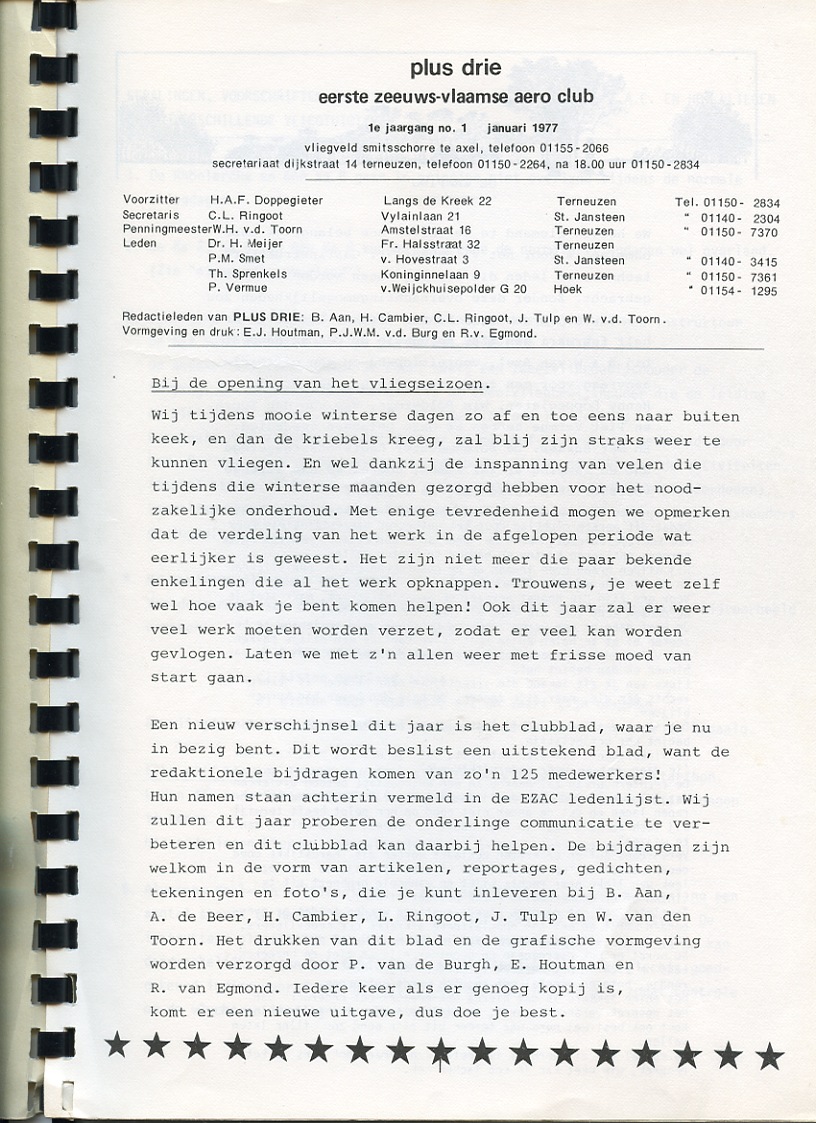 plus drie
eerste zeeuws-vlaamse aero club
1e jaargang no. 1 januari 1977
vliegveld smitsschorre te axel, telefoon 01155-2066
secretariaat dijkstraat 14 terneuzen, telefoon 01150-2264, na 18.00 uur 01150-2834
Voorzitter H.A.F. Doppegieter Langs de Kreek 22 Terneuzen Tel. 01150- 2834
Secretaris C.L. Ringoot Vylainlaan 21 St. Jansteen " 01140- 2304
PenningmeesterW.H. v.d. Toorn Amstelstraat 16 Terneuzen " 01150- 7370
Leden Dr. H. Meijer Fr. Halsstraat 32 Terneuzen
P.M. Smet v. Hovestraat 3 St. Jansteen " 01140- 3415
Th. Sprenkels Koninginnelaan 9 Terneuzen " 01150- 7361
P. Vermue v.Weijckhuisepolder G 20 Hoek " 01154- 1295
Redactieleden van PLUS DRIE: B. Aan, H. Cambier, C.L. Ringoot, J. Tulp en W. v.d. Toorn.
Vormgeving en druk: E.J. Houtman, P.J.W.M. v.d. Burg en R.v. Egmond.
Bij de opening van het vliegseizoen.
Wij tijdens mooie winterse dagen zo af en toe eens naar buiten
keek, en dan de kriebels kreeg, zal blij zijn straks weer te
kunnen vliegen. En wel dankzij de inspanning van velen die
tijdens die winterse maanden gezorgd hebben voor het nood-
zakelijke onderhoud. Met enige tevredenheid mogen we opmerken
dat de verdeling van het werk in de afgelopen periode wat
eerlijker is geweest. Het zijn niet meer die paar bekende
enkelingen die al het werk opknappen. Trouwens, je weet zelf
wel hoe vaak je bent komen helpen! Ook dit jaar zal er weer
veel werk moeten worden verzet, zodat er veel kan worden
gevlogen. Laten we met z'n allen weer met frisse moed van
start gaan.
Een nieuw verschijnsel dit jaar is het clubblad, waar je nu
in bezig bent. Dit wordt beslist een uitstekend blad, want de
redaktionele bijdragen komen van zo'n 125 medewerkers!
Hun namen staan achterin vermeld in de EZAC ledenlijst. Wij
zullen dit jaar proberen de onderlinge communicatie te ver-
beteren en dit clubblad kan daarbij helpen. De bijdragen zijn
welkom in de vorm van artikelen, reportages, gedichten,
tekeningen en foto's, die je kunt inleveren bij B. Aan,
A. de Beer, H. Cambier, L. Ringoot, J. Tulp en W. van den
Toorn. Het drukken van dit blad en de grafische vormgeving
worden verzorgd door P. van de Burgh, E. Houtman en
R. van Egmond. Iedere keer als er genoeg kopij is,
komt er een nieuwe uitgave, dus doe je best.